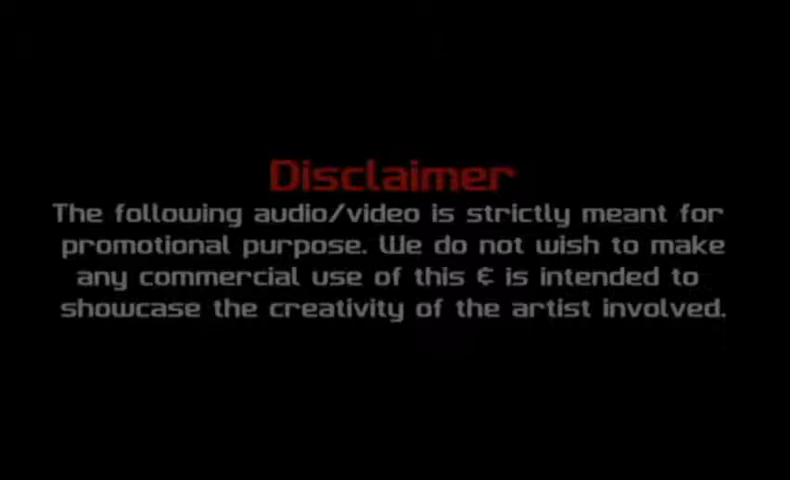 Disclaimer
The following audio/video is strictly meant for
promotional purpose. We do not wish to make
any commercial use of this & is intended to
showcase the creativity of the artist involved.